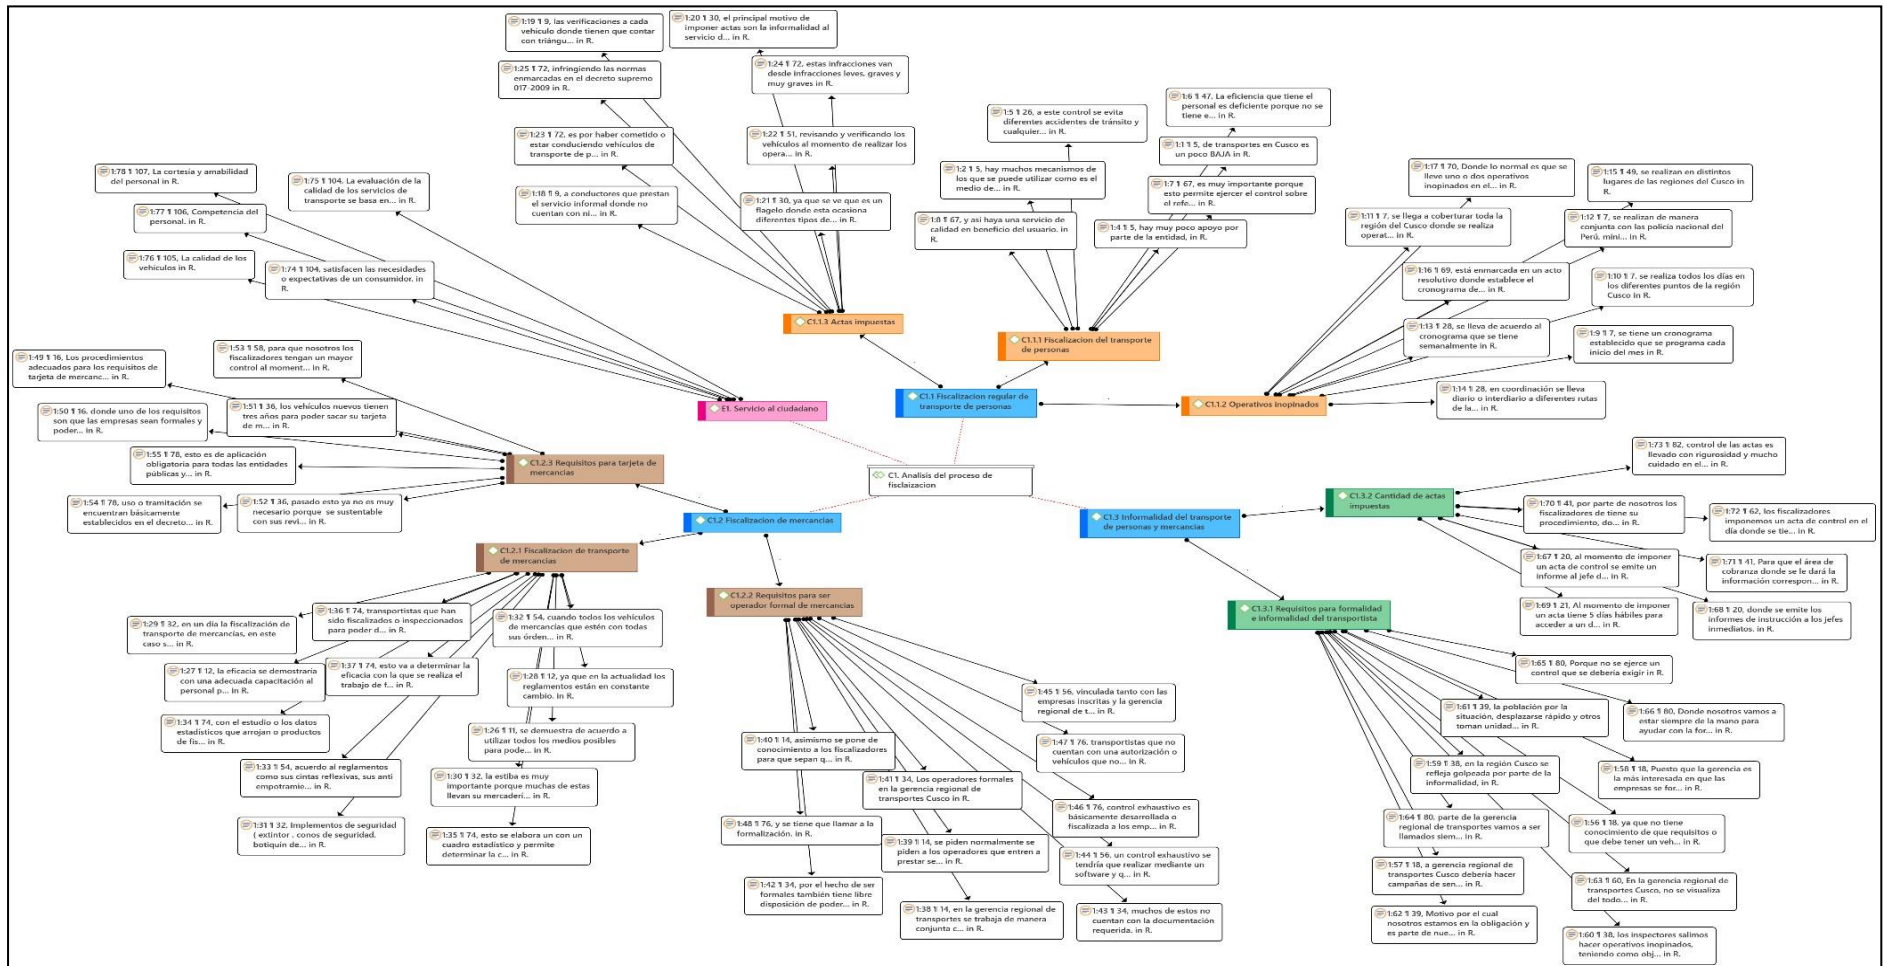 1:19 ¶ 9, las verificaciones a cada
vehículo donde tienen que contar
con triángu... in R.
1:20 ¶ 30, el principal motivo de
imponer actas son la informalidad al
servicio d... in R.
1:25 ¶ 72, infringiendo las normas
enmarcadas en el decreto supremo
017-2009 in R.
1:24 ¶ 72, estas infracciones van
desde infracciones leves, graves y
muy graves in R.
1:23 ¶ 72, es por haber cometido o
estar conduciendo vehículos de
transporte de p... in R.
1:22 ¶ 51, revisando y verificando los
vehículos al momento de realizar los
opera... in R.
1:18 ¶ 9, a conductores que prestan
el servicio informal donde no
cuentan con ni... in R.
1:21 ¶ 30, ya que se ve que es un
flagelo donde esta ocasiona
diferentes tipos de... in R.
1:5 ¶ 26, a este control se evita
diferentes accidentes de tránsito y
cualquier... in R.
1:6 ¶ 47, La eficiencia que tiene el
personal es deficiente porque no se
tiene e... in R.
1:2 ¶ 5, hay muchos mecanismos de
los que se puede utilizar como es el
medio de... in R.
1:1 ¶ 5, de transportes en Cusco es
un poco BAJA in R.
1:7 ¶ 67, es muy importante porque
esto permite ejercer el control sobre
el refe... in R.
1:8 ¶ 67, y asi haya una servicio de
calidad en beneficio del usuario. in
R.
1:4 ¶ 5, hay muy poco apoyo por
parte de la entidad, in R.
1:17 ¶ 70, Donde lo normal es que se
lleve uno o dos operativos
inopinados en el... in R.
1:15 ¶ 49, se realizan en distintos
lugares de las regiones del Cusco in
R.
1:11 ¶ 7, se llega a coberturar toda la
región del Cusco donde se realiza
operat... in R.
1:12 ¶ 7, se realizan de manera
conjunta con las policía nacional del
Perú. mini... in R.
1:16 ¶ 69, está enmarcada en un acto
resolutivo donde establece el
cronograma de... in R.
1:10 ¶ 7, se realiza todos los días en
los diferentes puntos de la región
Cusco in R.
1:13 ¶ 28, se lleva de acuerdo al
cronograma que se tiene
semanalmente in R.
1:9 ¶ 7, se tiene un cronograma
establecido que se programa cada
inicio del mes in R.
1:14 ¶ 28, en coordinación se lleva
diario o interdiario a diferentes rutas
de la... in R.
1:78 ¶ 107, La cortesía y amabilidad
del personal in R.
1:75 ¶ 104. La evaluación de la
calidad de los servicios de
transporte se basa en... in R.
1:77 ¶ 106, Competencia del
personal. in R.
1:76 ¶ 105, La calidad de los
vehículos in R.
1:74 ¶ 104, satisfacen las necesidades
o expectativas de un consumidor. in
R.
C1.1.3 Actas impuestas
C1.1.1 Fiscalizacion del transporte
de personas
C1.1 Fiscalizacion regular de
transporte de personas
C1.1.2 Operativos inopinados
E1. Servicio al ciudadano
C1. Analisis del proceso de
fisclaizacion
1:49 ¶ 16, Los procedimientos
adecuados para los requisitos de
tarjeta de mercanc... in R.
1:53 ¶ 58, para que nosotros los
fiscalizadores tengan un mayor
control al moment... in R.
1:50 ¶ 16, donde uno de los requisitos
son que las empresas sean formales y
poder... in R.
1:51 ¶ 36, los vehículos nuevos tienen
tres años para poder sacar su tarjeta
de m... in R.
1:55 ¶ 78, esto es de aplicación
obligatoria para todas las entidades
públicas y... in R.
1:54 ¶ 78, uso o tramitación se
encuentran básicamente
establecidos en el decreto... in R.
1:52 ¶ 36, pasado esto ya no es muy
necesario porque se sustentable
con sus revi... in R.
C1.2.3 Requisitos para tarjeta de
mercancias
C1.2 Fiscalizacion de mercancias
C1.2.1 Fiscalizacion de transporte
de mercancias
C1.2.2 Requisitos para ser
operador formal de mercancias
C1.3 Informalidad del transporte
de personas y mercancias
C1.3.2 Cantidad de actas
impuestas
C1.3.1 Requisitos para formalidad
e informalidad del transportista
1:73 ¶ 82, control de las actas es
llevado con rigurosidad y mucho
cuidado en el... in R.
1:70 ¶ 41, por parte de nosotros los
fiscalizadores de tiene su
procedimiento, do... in R.
1:72 ¶ 62, los fiscalizadores
imponemos un acta de control en el
día donde se tie... in R.
1:67 ¶ 20, al momento de imponer
un acta de control se emite un
informe al jefe d... in R.
1:71 ¶ 41, Para que el área de
cobranza donde se le dará la
información correspon... in R.
1:69 ¶ 21, Al momento de imponer
un acta tiene 5 días hábiles para
acceder a un d... in R.
1:68 ¶ 20, donde se emite los
informes de instrucción a los jefes
inmediatos. in R.
1:29 ¶ 32, en un día la fiscalización de
transporte de mercancías, en este
caso s... in R.
1:36 ¶ 74, transportistas que han
sido fiscalizados o inspeccionados
para poder d... in R.
1:32 ¶ 54, cuando todos los vehículos
de mercancías que estén con todas
sus órden... in R.
1:27 ¶ 12, la eficacia se demostraría
con una adecuada capacitación al
personal p... in R.
1:37 ¶ 74, esto va a determinar la
eficacia con la que se realiza el
trabajo de f... in R.
1:28 ¶ 12, ya que en la actualidad los
reglamentos están en constante
cambio. in R.
1:34 ¶ 74, con el estudio o los datos
estadísticos que arrojan o productos
de fis... in R.
1:26 ¶ 11, se demuestra de acuerdo a
utilizar todos los medios posibles
para pode... in R.
1:33 ¶ 54, acuerdo al reglamentos
como sus cintas reflexivas, sus anti
empotramie... in R.
1:30 ¶ 32, la estiba es muy
importante porque muchas de estas
llevan su mercaderí... in R.
1:31 ¶ 32, Implementos de seguridad
( extintor , conos de seguridad,
botiquín de... in R.
1:35 ¶ 74, esto se elabora un con un
cuadro estadístico y permite
determinar la c... in R.
1:45 ¶ 56, vinculada tanto con las
empresas inscritas y la gerencia
regional de t... in R.
1:40 ¶ 14, asimismo se pone de
conocimiento a los fiscalizadores
para que sepan q... in R.
1:47 ¶ 76. transportistas que no
cuentan con una autorización o
vehículos que no... in R.
1:41 ¶ 34, Los operadores formales
en la gerencia regional de
transportes Cusco in R.
1:46 ¶ 76, control exhaustivo es
básicamente desarrollada o
fiscalizada a los emp... in R.
1:48 ¶ 76, y se tiene que llamar a la
formalización. in R.
1:39 ¶ 14, se piden normalmente se
piden a los operadores que entren a
prestar se... in R.
1:44 ¶ 56, un control exhaustivo se
tendría que realizar mediante un
software y q... in R.
1:42 ¶ 34, por el hecho de ser
formales también tiene libre
disposición de poder... in R.
1:38 ¶ 14, en la gerencia regional de
transportes se trabaja de manera
conjunta c... in R.
1:43 ¶ 34, muchos de estos no
cuentan con la documentación
requerida. in R.
1:65 ¶ 80, Porque no se ejerce un
control que se debería exigir in R.
1:61 ¶ 39, la población por la
situación, desplazarse rápido y otros
toman unidad... in R.
1:66 ¶ 80, Donde nosotros vamos a
estar siempre de la mano para
ayudar con la for... in R.
1:59 ¶ 38, en la región Cusco se
refleja golpeada por parte de la
informalidad, in R.
1:58 ¶ 18, Puesto que la gerencia es
la más interesada en que las
empresas se for... in R.
1:64 ¶ 80, parte de la gerencia
regional de transportes vamos a ser
llamados siem... in R.
1:56 ¶ 18, ya que no tiene
conocimiento de que requisitos o
que debe tener un veh... in R.
1:57 ¶ 18, a gerencia regional de
transportes Cusco debería hacer
campañas de sen... in R.
1:63 ¶ 60, En la gerencia regional de
transportes Cusco, no se visualiza
del todo... in R.
1:62 ¶ 39, Motivo por el cual
nosotros estamos en la obligación y
es parte de nue... in R.
1:60 ¶ 38, los inspectores salimos
hacer operativos inopinados,
teniendo como obj... in R.